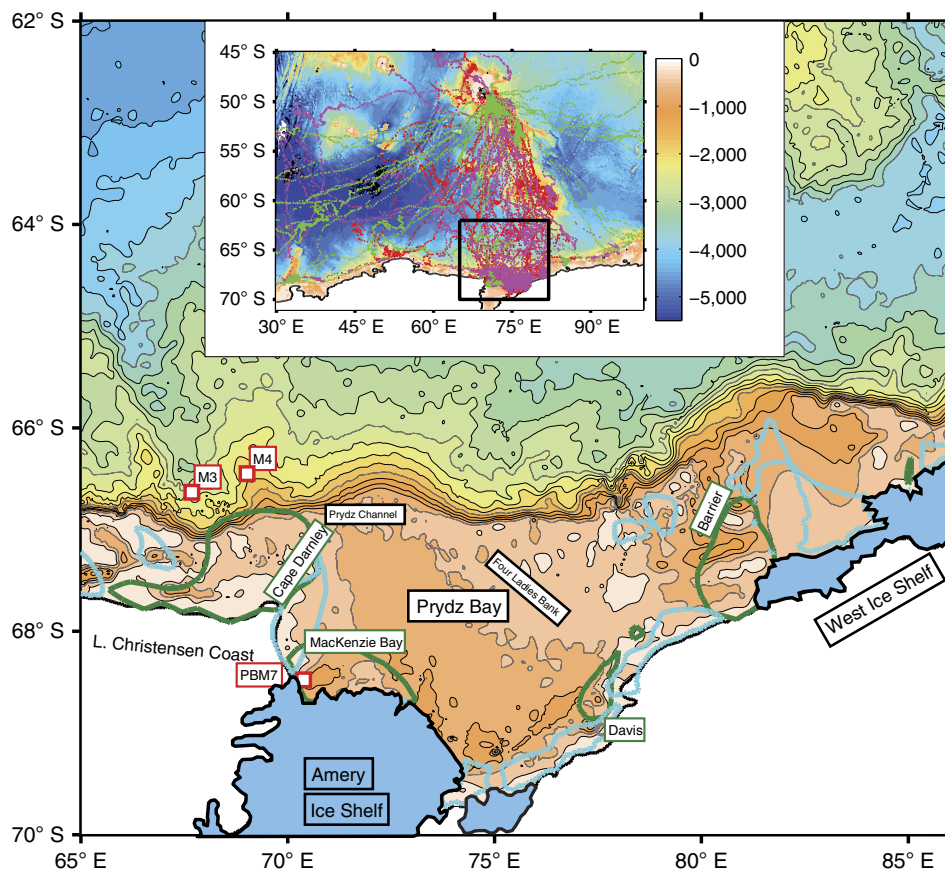 62° S
64° S
66° S
68° S
70° S
65° E
70° E
75° E
80° E
85° E
45° S
50° S
55° S
60° S
65° S
70° S
30° E
45° E
60° E
75° E
90° E
0
−1,000
−2,000
−3,000
−4,000
−5,000
M4
M3
Prydz Channel
Barrier
Cape Darnley
Four Ladies Bank
Prydz Bay
West Ice Shelf
L. Christensen Coast
MacKenzie Bay
PBM7
Davis
Amery
Ice Shelf